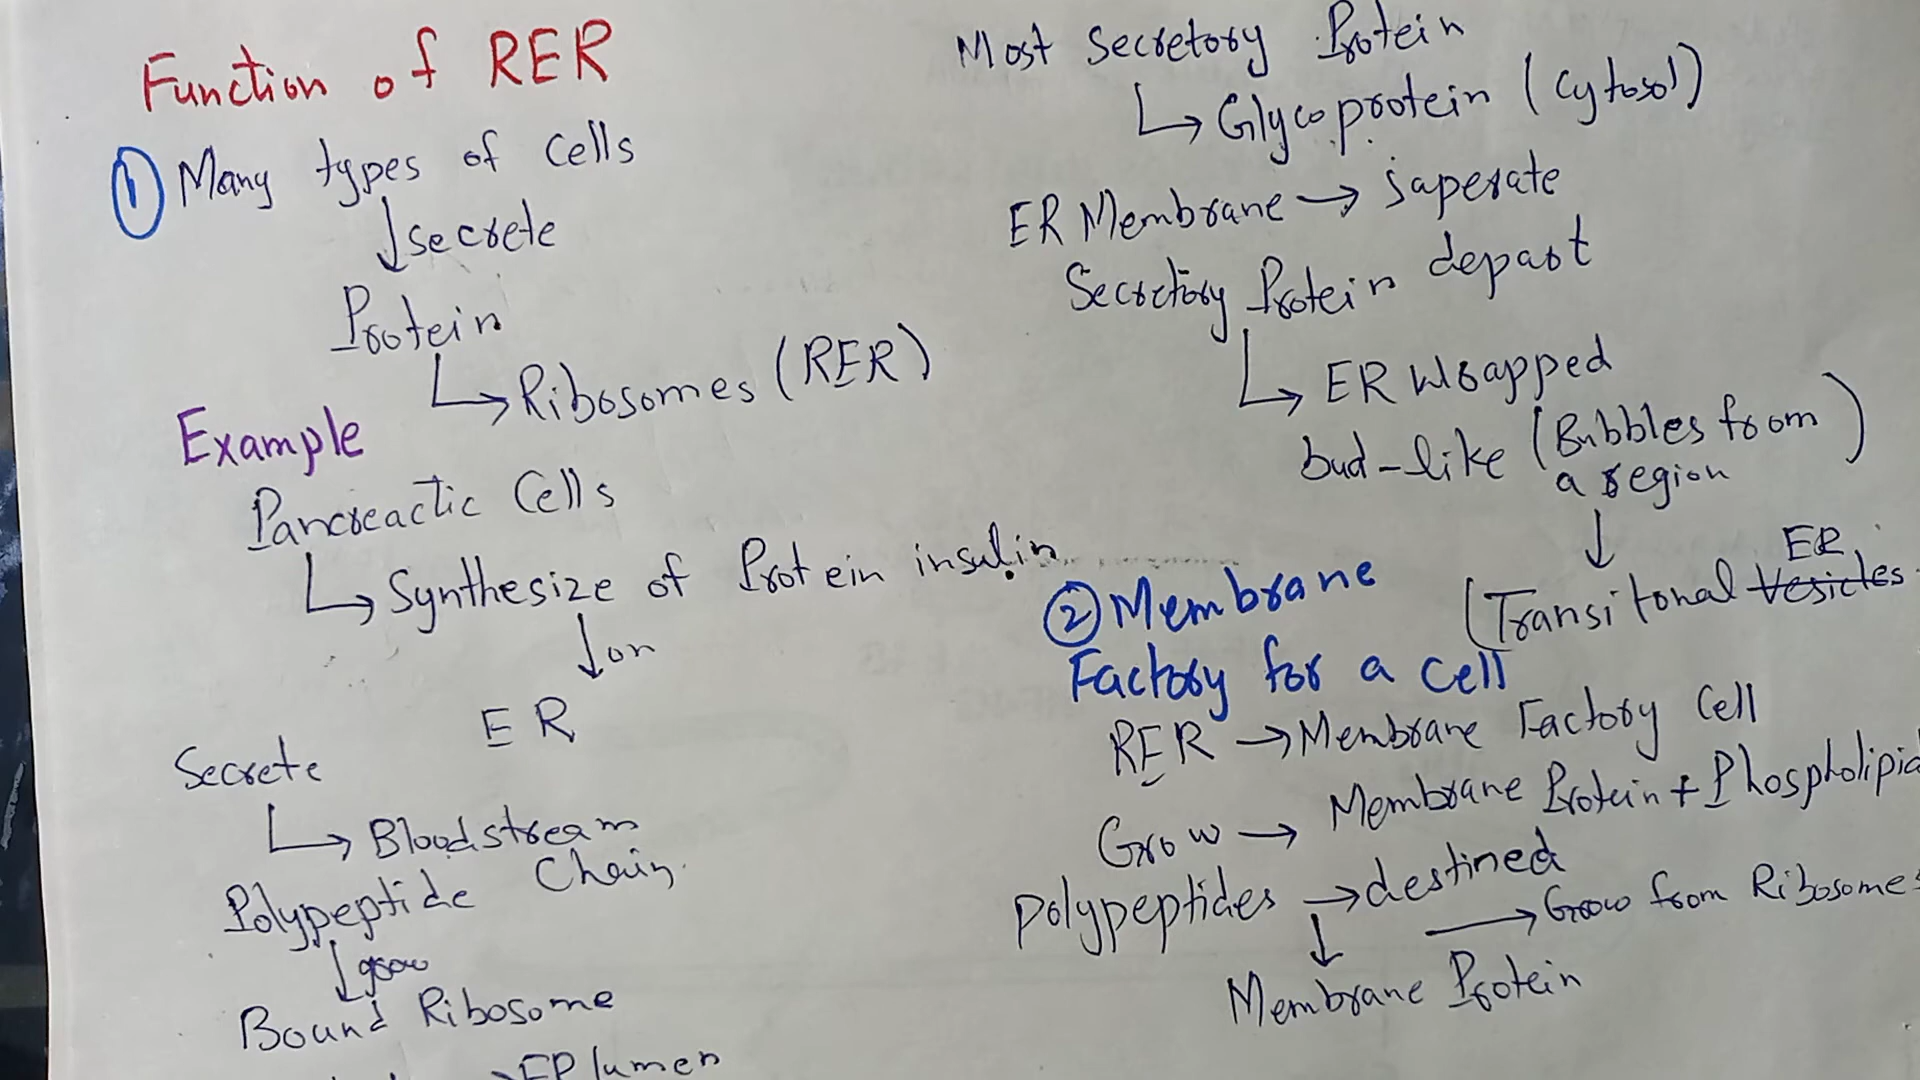 Function of RER
① Many types of Cells
↓ secrete
Protein
↳ Ribosomes (RER)
Example
Pancreactic Cells
↳ Synthesize of Protein insulin
↓ on
ER
Secrete
↳ Bloodstream
Polypeptide Chain.
↓ grow
Bound Ribosome
→ ER lumen
Most Secretory Protein
↳ Glycoprotein (Cytosol)
ER Membrane → saperate
Secretory Protein depart
↳ ER Wrapped
bud-like (Bubbles from
a region)
↓
(Transitonal Vesicles ER
② Membrane
Factory for a Cell
RER → Membrane Factory Cell
Grow → Membrane Protein + Phospholipid
Polypeptides → destined
→ Grow from Ribosomes
↓
Membrane Protein